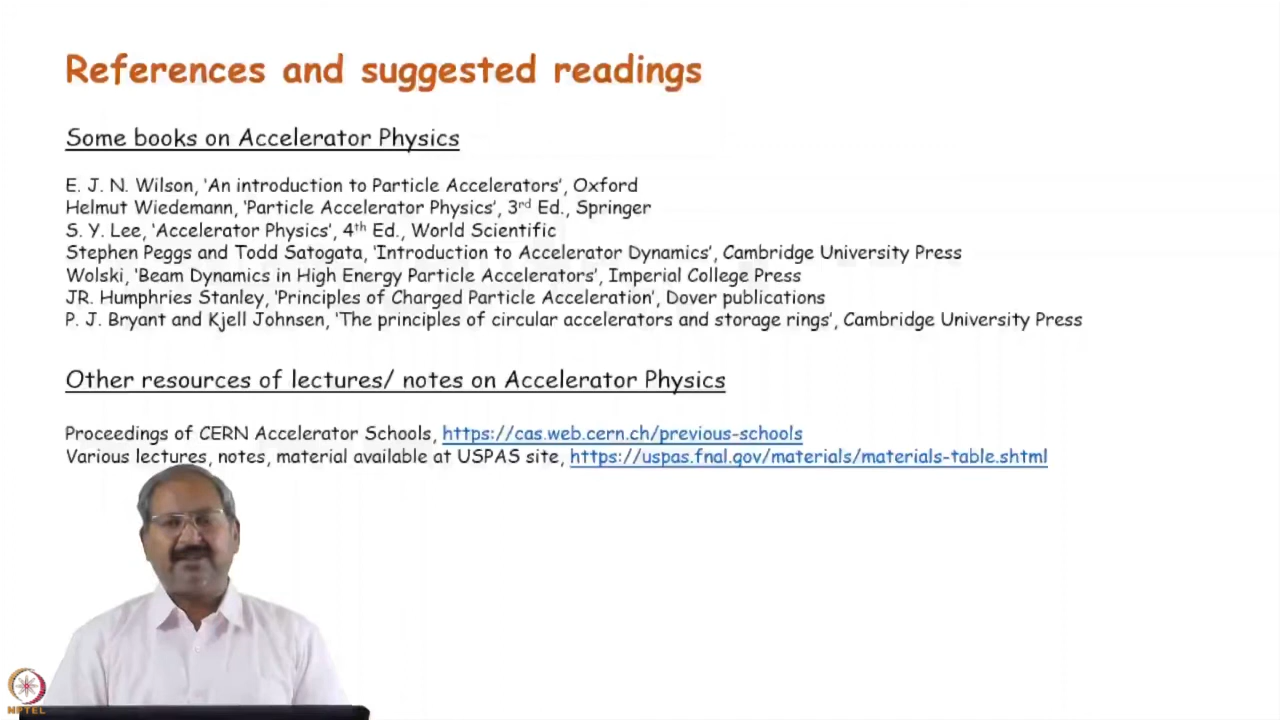 References and suggested readings
Some books on Accelerator Physics
E. J. N. Wilson, ‘An introduction to Particle Accelerators’, Oxford
Helmut Wiedemann, ‘Particle Accelerator Physics’, 3rd Ed., Springer
S. Y. Lee, ‘Accelerator Physics’, 4th Ed., World Scientific
Stephen Peggs and Todd Satogata, ‘Introduction to Accelerator Dynamics’, Cambridge University Press
Wolski, ‘Beam Dynamics in High Energy Particle Accelerators’, Imperial College Press
JR. Humphries Stanley, ‘Principles of Charged Particle Acceleration’, Dover publications
P. J. Bryant and Kjell Johnsen, ‘The principles of circular accelerators and storage rings’, Cambridge University Press
Other resources of lectures/ notes on Accelerator Physics
Proceedings of CERN Accelerator Schools, https://cas.web.cern.ch/previous-schools
Various lectures, notes, material available at USPAS site, https://uspas.fnal.gov/materials/materials-table.shtml
NPTEL